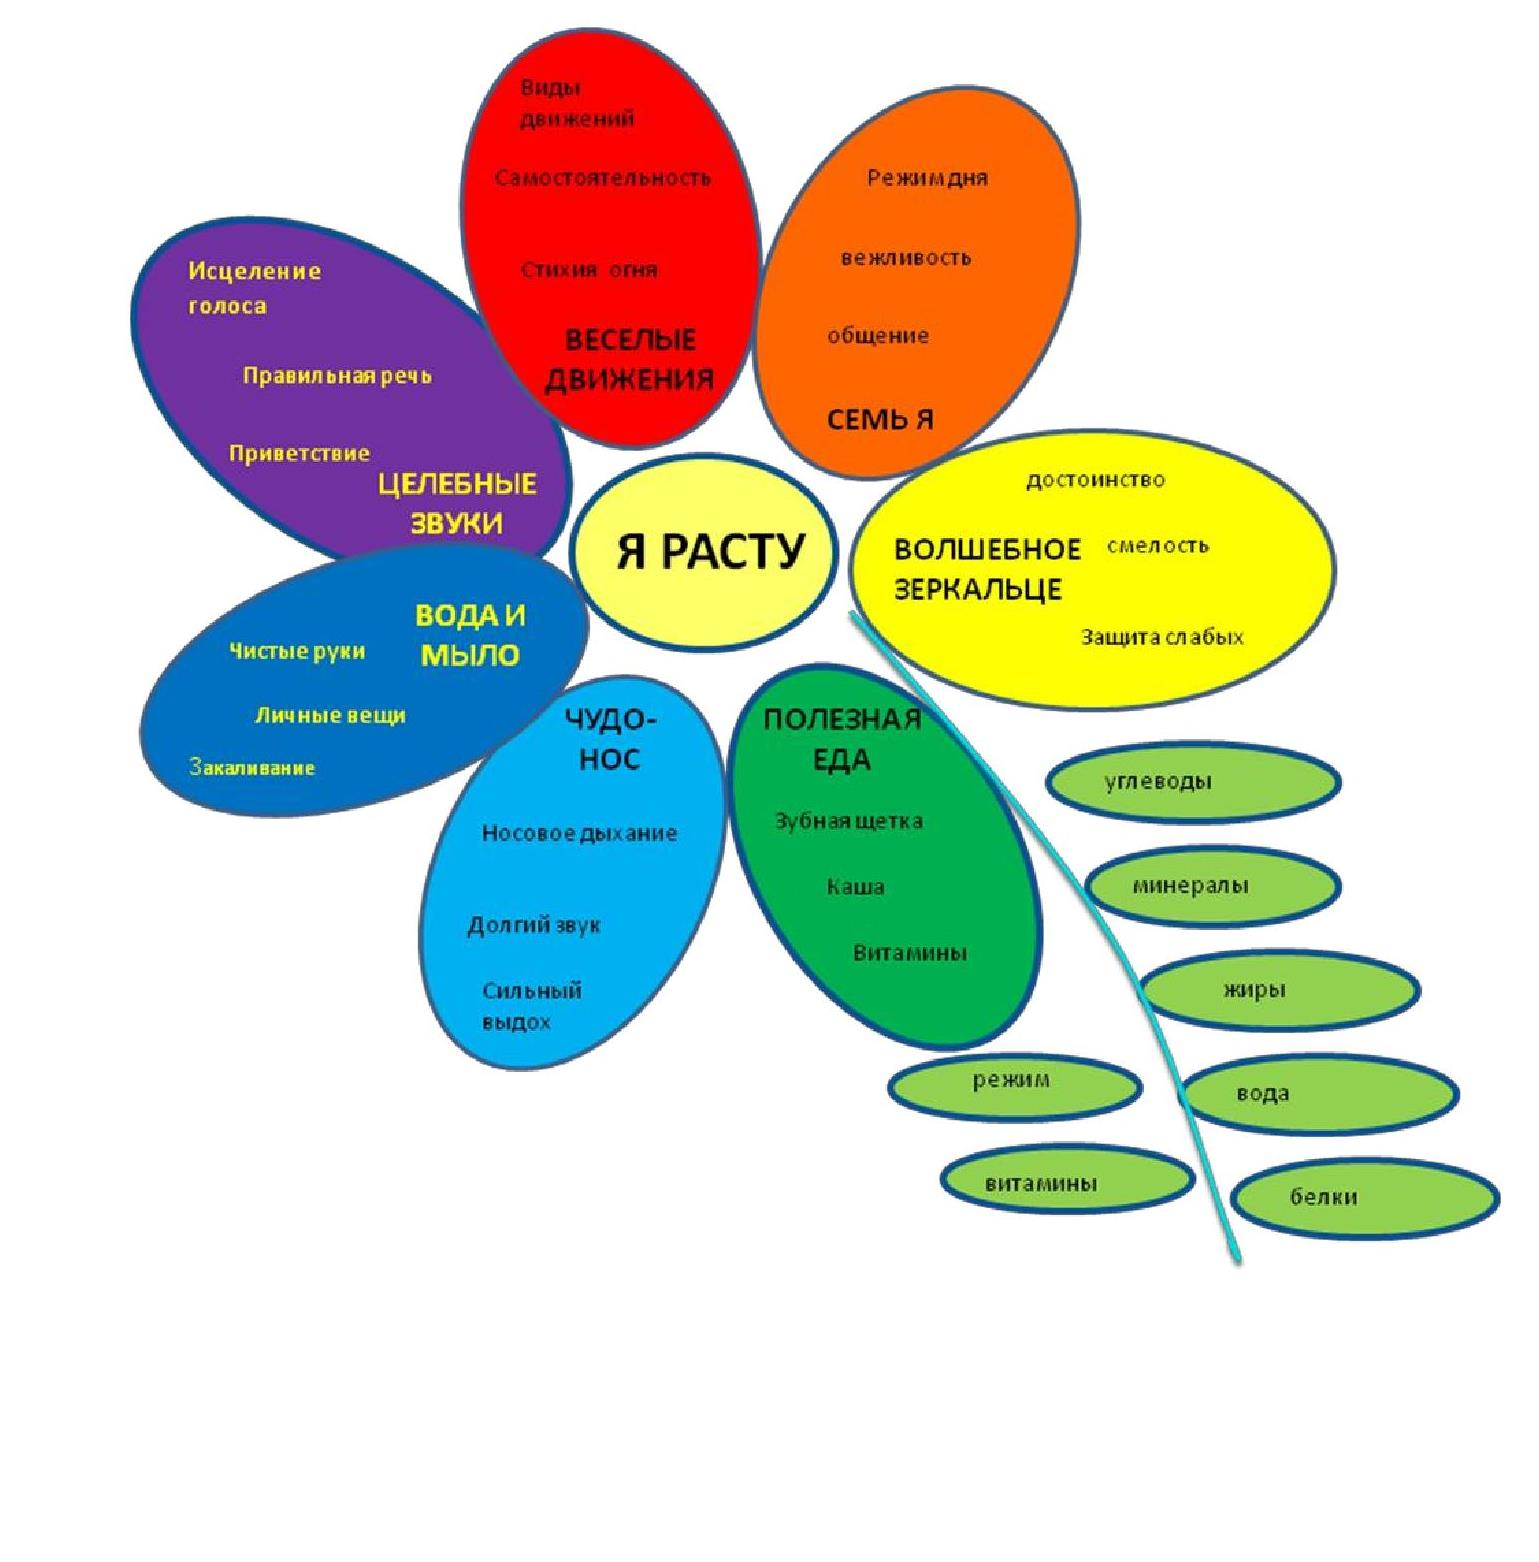 Виды
движений
Самостоятельность
Стихия огня
ВЕСЕЛЫЕ
ДВИЖЕНИЯ
Режим дня
вежливость
общение
СЕМЬ Я
Исцеление
голоса
Правильная речь
Приветствие
ЦЕЛЕБНЫЕ
ЗВУКИ
Я РАСТУ
достоинство
ВОЛШЕБНОЕ
ЗЕРКАЛЬЦЕ
смелость
Защита слабых
ВОДА И
МЫЛО
Чистые руки
Личные вещи
Закаливание
ЧУДО-
НОС
Носовое дыхание
Долгий звук
Сильный
выдох
ПОЛЕЗНАЯ
ЕДА
Зубная щетка
Каша
Витамины
углеводы
минералы
жиры
режим
вода
витамины
белки